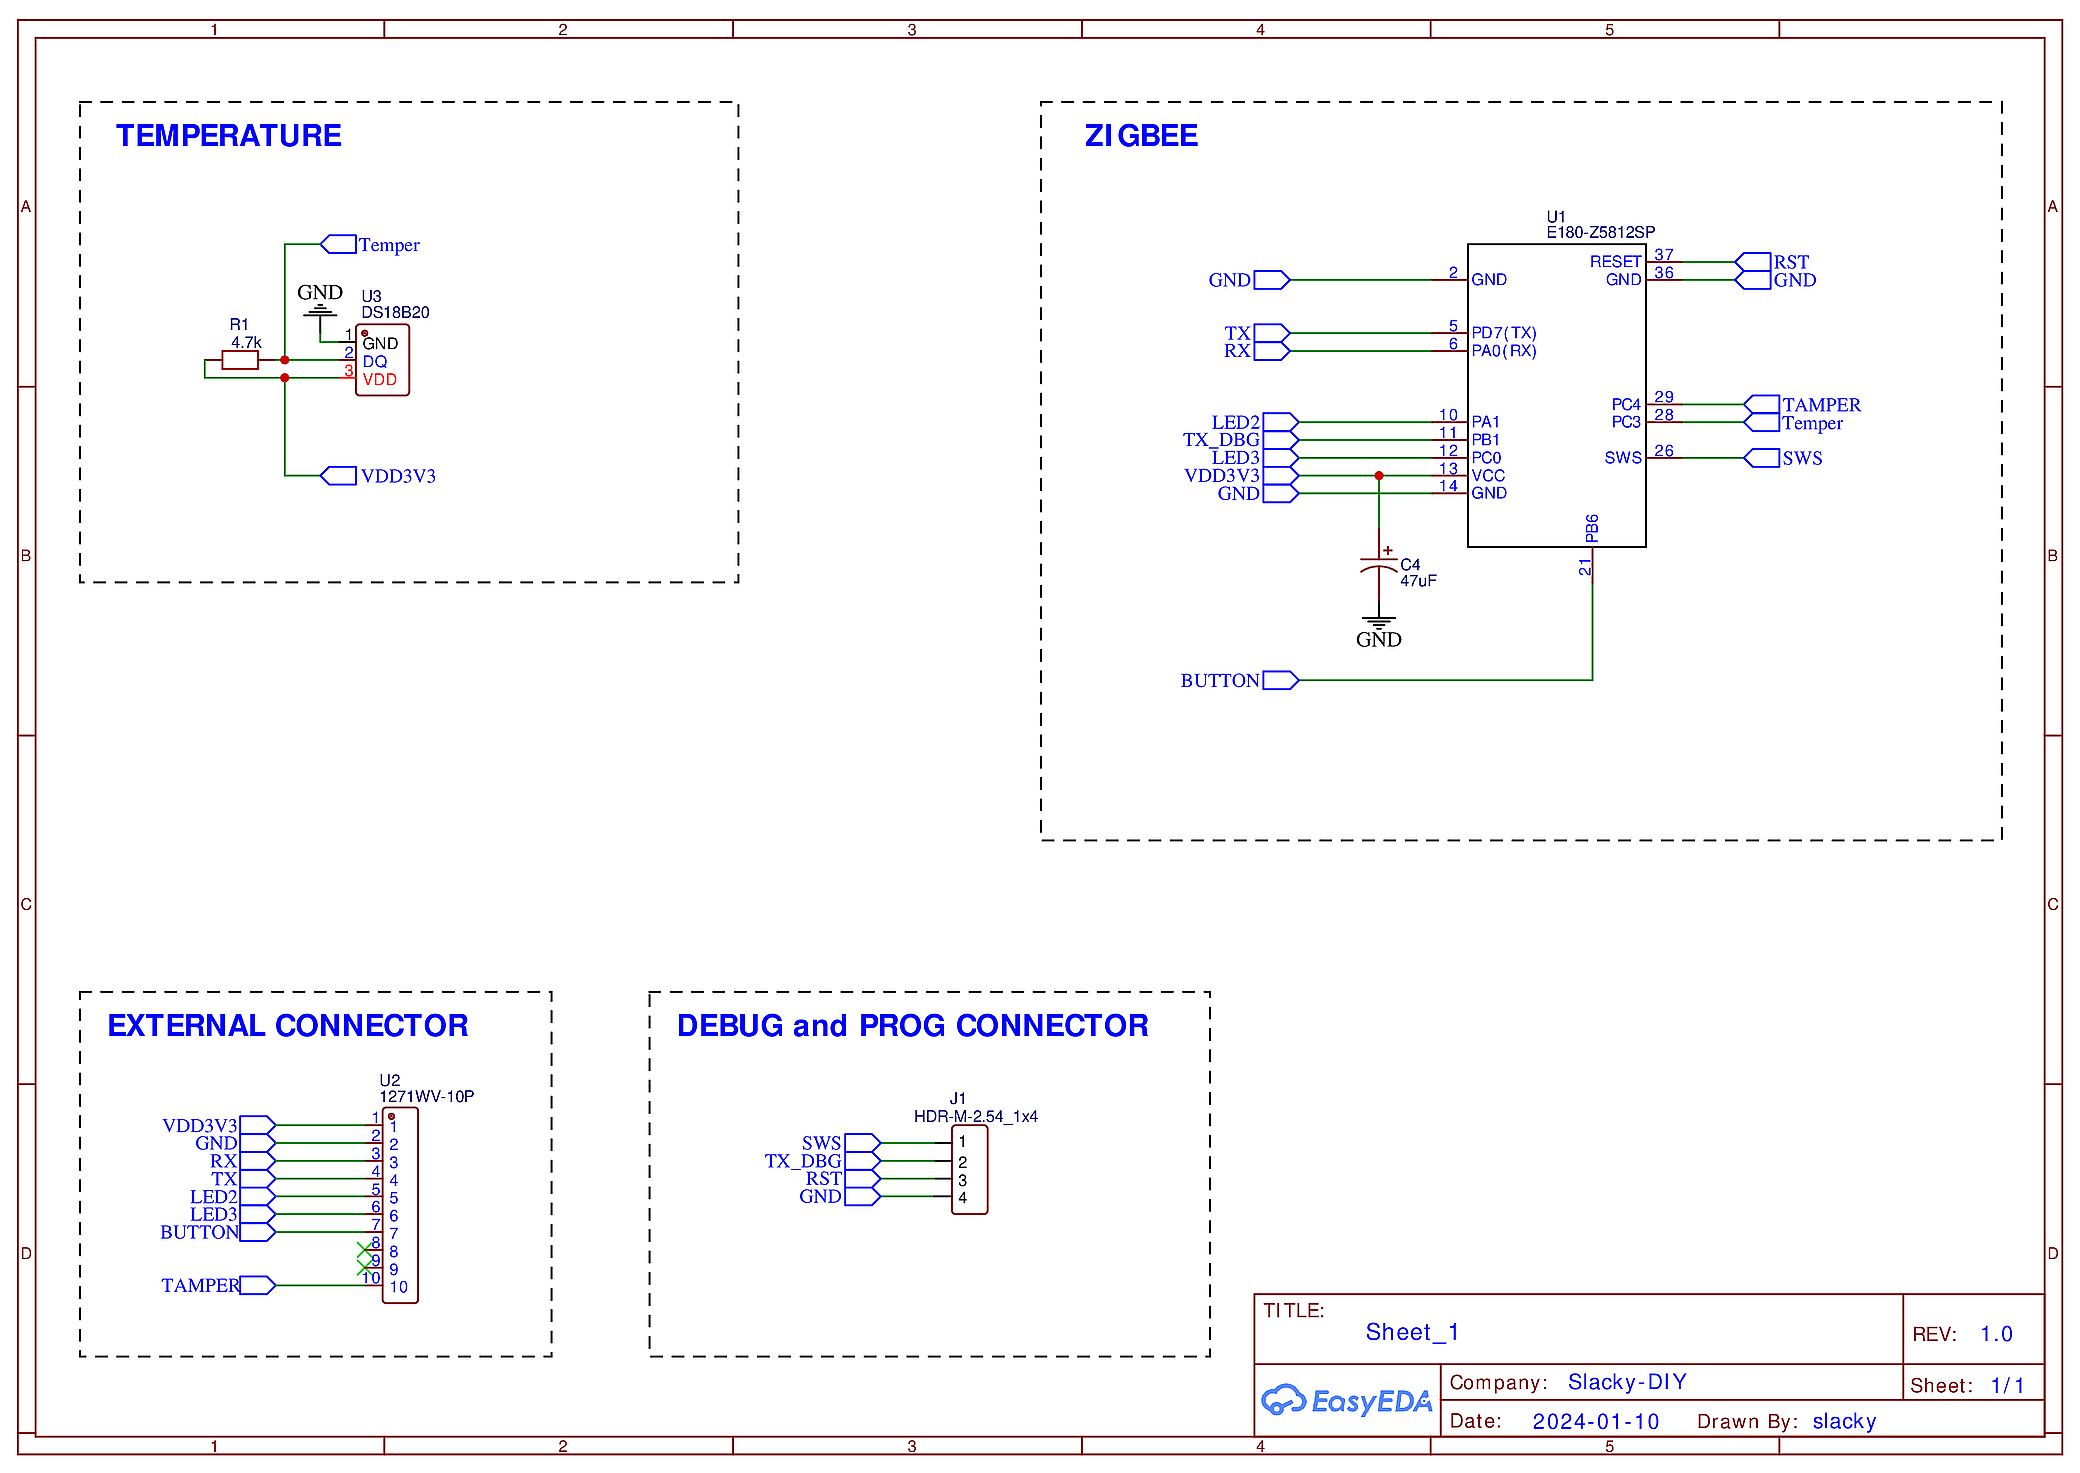 1 2 3 4 5
A
B
C
D
A
B
C
D
TEMPERATURE
Temper
GND
U3
DS18B20
R1
4.7k
1 GND
2 DQ
3 VDD
VDD3V3
ZIGBEE
U1
E180-Z5812SP
GND 2 GND
TX 5 PD7(TX)
RX 6 PA0(RX)
LED2 10 PA1
TX_DBG 11 PB1
LED3 12 PC0
VDD3V3 13 VCC
GND 14 GND
RESET 37 RST
GND 36 GND
PC4 29 TAMPER
PC3 28 Temper
SWS 26 SWS
PB6
21
+
C4
47uF
GND
BUTTON
EXTERNAL CONNECTOR
U2
1271WV-10P
VDD3V3 1 1
GND 2 2
RX 3 3
TX 4 4
LED2 5 5
LED3 6 6
BUTTON 7 7
8 8
9 9
TAMPER 10 10
DEBUG and PROG CONNECTOR
J1
HDR-M-2.54_1x4
SWS 1
TX_DBG 2
RST 3
GND 4
TITLE:
Sheet_1
REV: 1.0
EasyEDA
Company: Slacky-DIY
Sheet: 1/1
Date: 2024-01-10 Drawn By: slacky
1 2 3 4 5